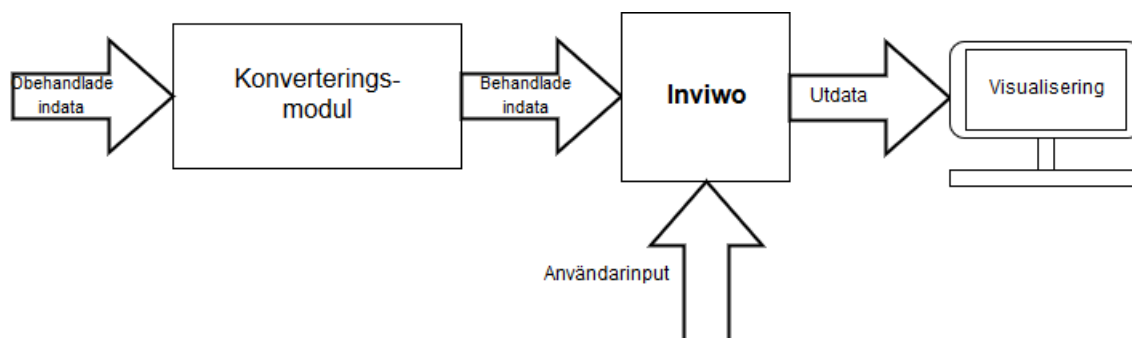 Obehandlade
indata
Konverterings-
modul
Behandlade
indata
Inviwo
Utdata
Visualisering
Användarinput